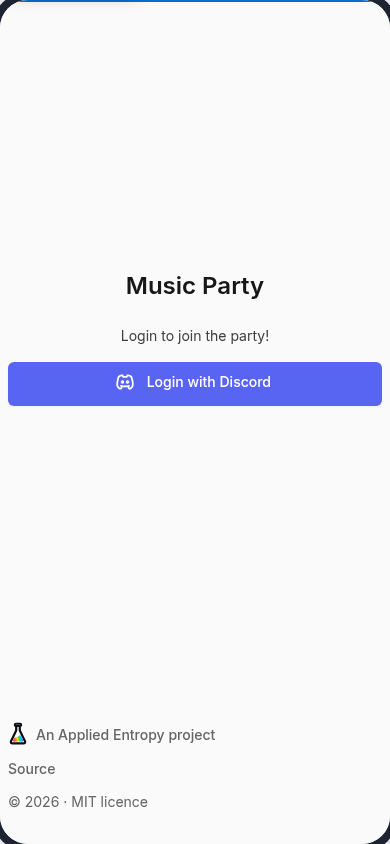 Music Party
Login to join the party!
Login with Discord
An Applied Entropy project
Source
© 2026 · MIT licence